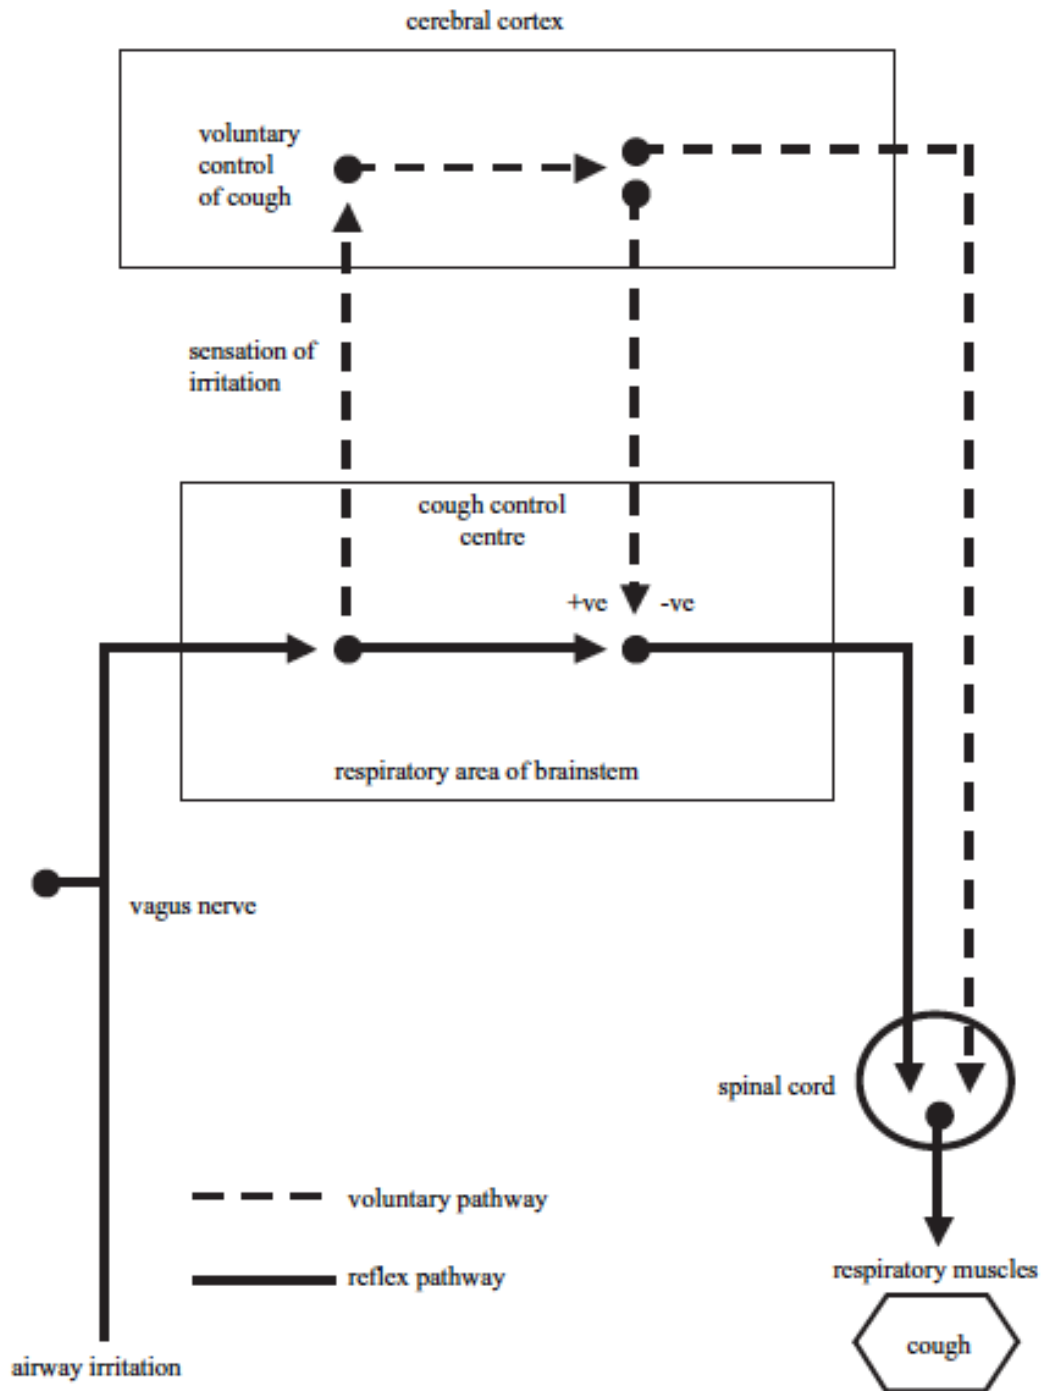 cerebral cortex
voluntary
control
of cough
sensation of
irritation
cough control
centre
+ve
-ve
respiratory area of brainstem
vagus nerve
spinal cord
voluntary pathway
reflex pathway
respiratory muscles
cough
airway irritation